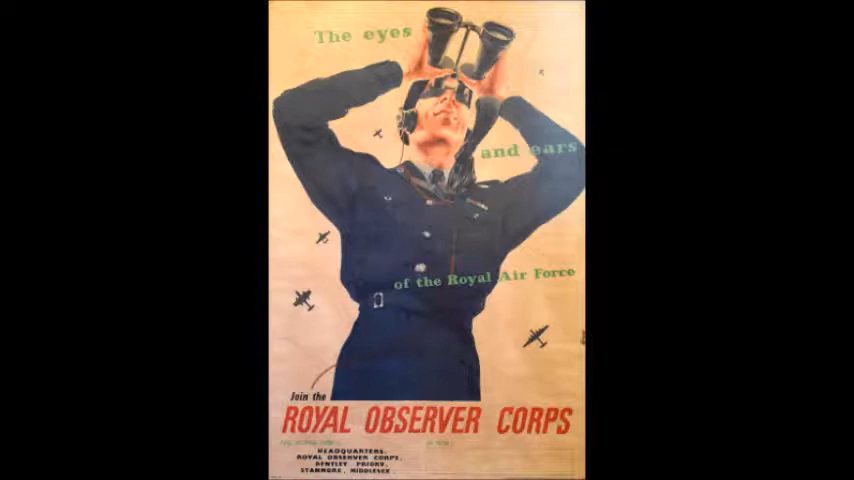 The eyes
and ears
of the Royal Air Force
Join the
ROYAL OBSERVER CORPS
HEADQUARTERS,
ROYAL OBSERVER CORPS,
BENTLEY PRIORY,
STANMORE, MIDDLESEX.